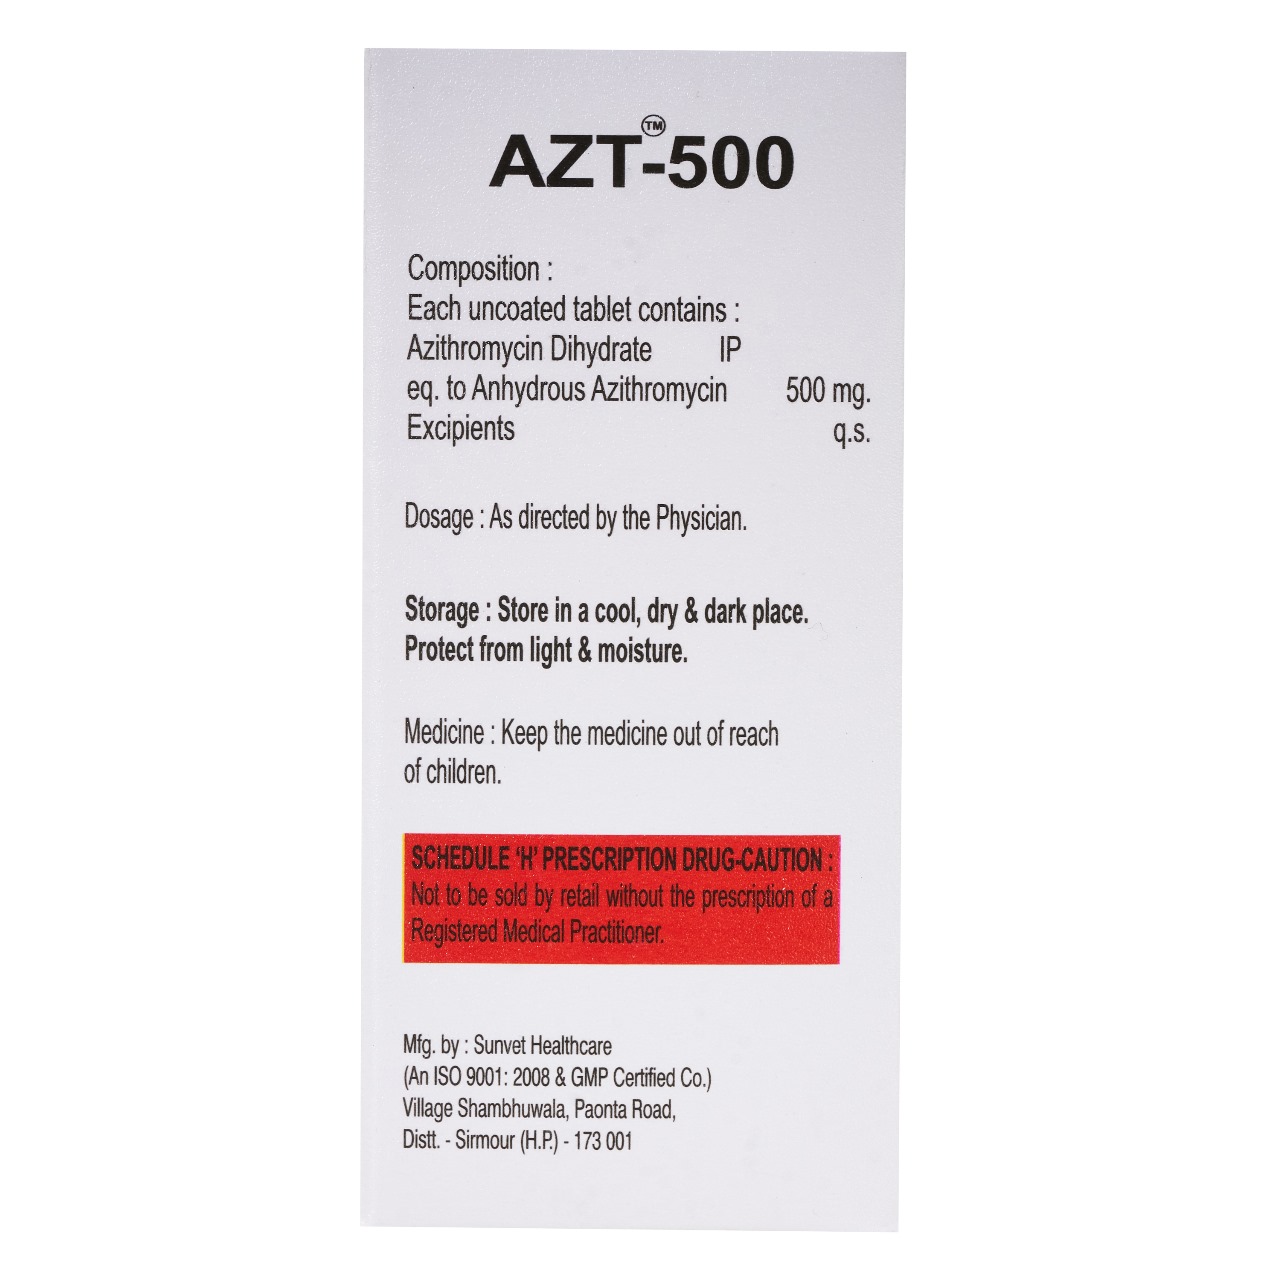 AZT™-500
Composition :
Each uncoated tablet contains :
Azithromycin Dihydrate IP
eq. to Anhydrous Azithromycin 500 mg.
Excipients q.s.
Dosage : As directed by the Physician.
Storage : Store in a cool, dry & dark place.
Protect from light & moisture.
Medicine : Keep the medicine out of reach
of children.
SCHEDULE 'H' PRESCRIPTION DRUG-CAUTION :
Not to be sold by retail without the prescription of a
Registered Medical Practitioner.
Mfg. by : Sunvet Healthcare
(An ISO 9001: 2008 & GMP Certified Co.)
Village Shambhuwala, Paonta Road,
Distt. - Sirmour (H.P.) - 173 001